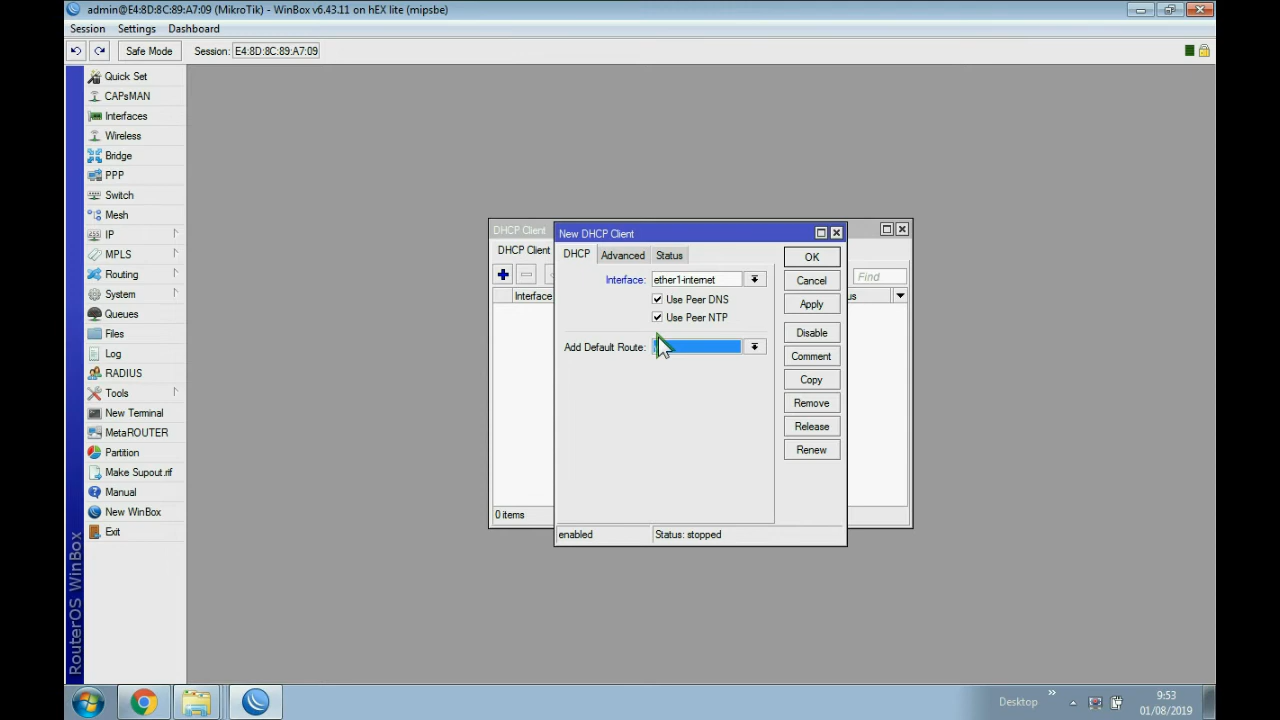 admin@E4:8D:8C:89:A7:09 (MikroTik) - WinBox v6.43.11 on hEX lite (mipsbe)
Session Settings Dashboard
Safe Mode Session: E4:8D:8C:89:A7:09
Quick Set
CAPsMAN
Interfaces
Wireless
Bridge
PPP
Switch
Mesh
IP
MPLS
Routing
System
Queues
Files
Log
RADIUS
Tools
New Terminal
MetaROUTER
Partition
Make Supout.rif
Manual
New WinBox
Exit
RouterOS WinBox
DHCP Client
DHCP Client
Find
Interface
us
0 items
New DHCP Client
DHCP Advanced Status
Interface: ether1-internet
Use Peer DNS
Use Peer NTP
Add Default Route:
OK
Cancel
Apply
Disable
Comment
Copy
Remove
Release
Renew
enabled Status: stopped
Desktop
9:53
01/08/2019